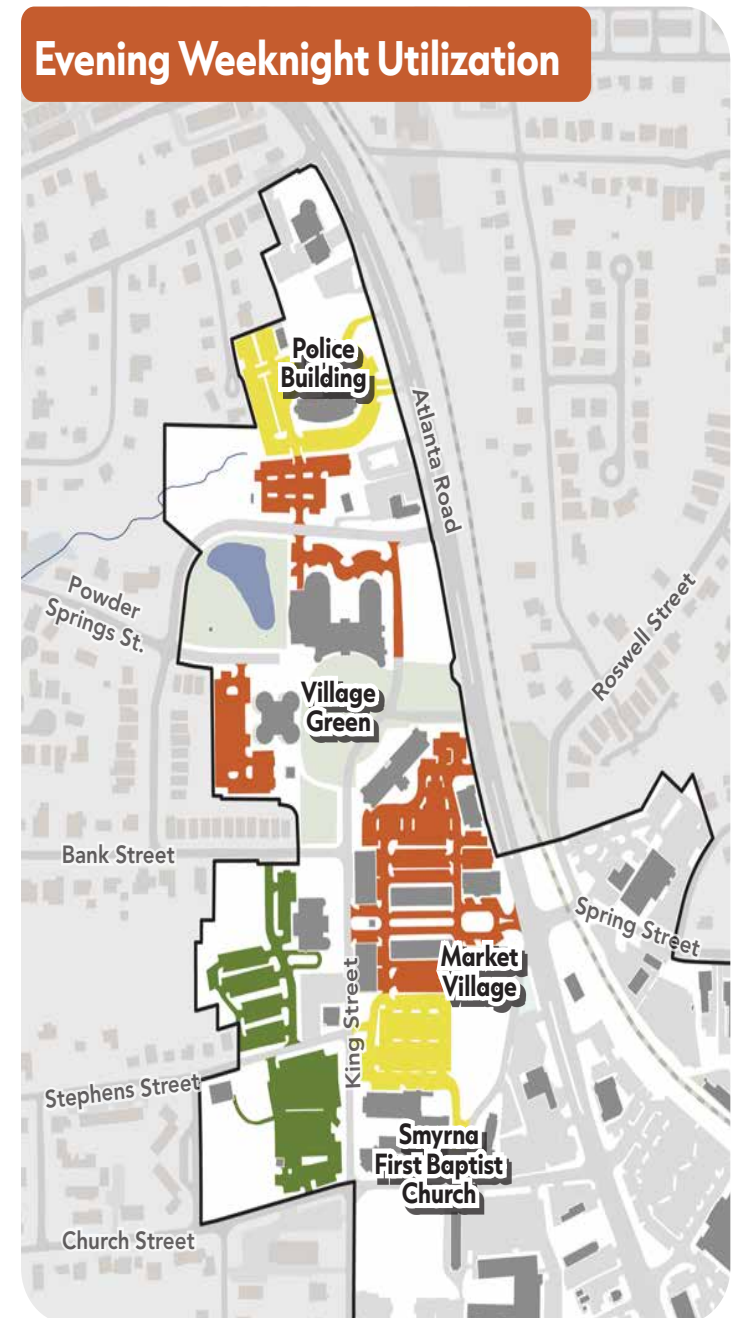 Evening Weeknight Utilization
Police
Building
Atlanta Road
Powder
Springs St.
Roswell Street
Village
Green
Bank Street
Spring Street
Market
Village
King Street
Stephens Street
Smyrna
First Baptist
Church
Church Street